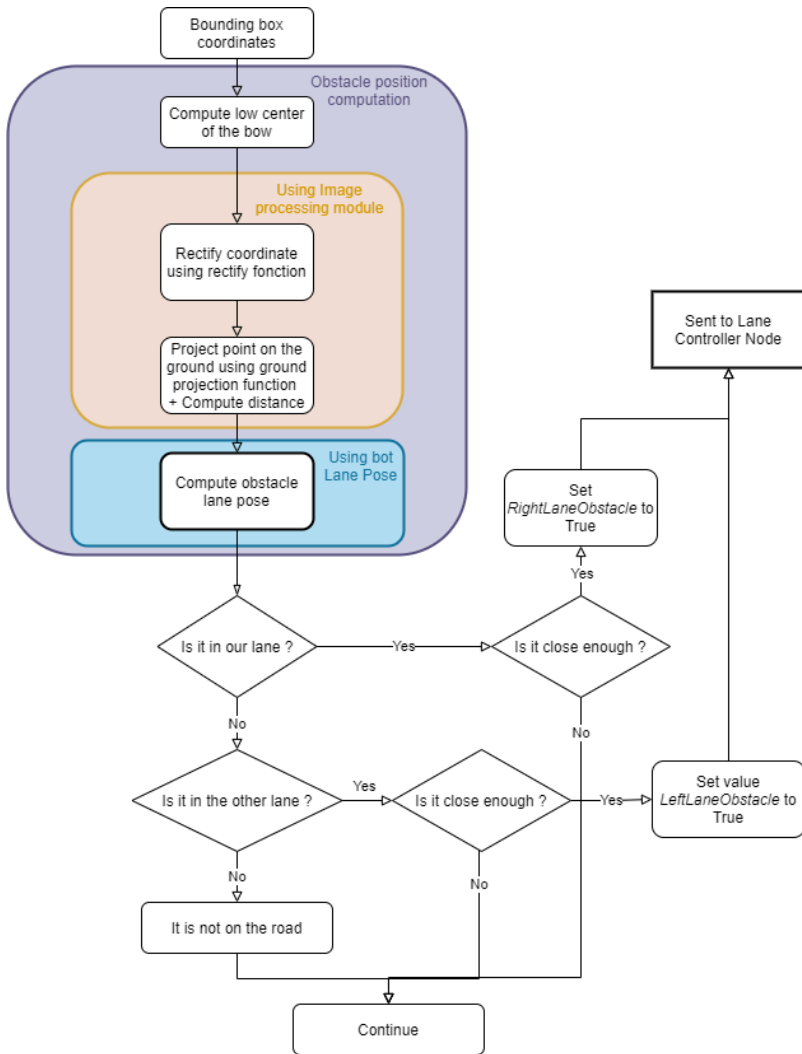 Bounding box
coordinates
Obstacle position
computation
Compute low center
of the bow
Using Image
processing module
Rectify coordinate
using rectify fonction
Project point on the
ground using ground
projection function
+ Compute distance
Using bot
Lane Pose
Compute obstacle
lane pose
Sent to Lane
Controller Node
Set
RightLaneObstacle to
True
Yes
Is it in our lane ?
Yes
Is it close enough ?
No
No
Is it in the other lane ?
Yes
Is it close enough ?
Yes
Set value
LeftLaneObstacle to
True
No
No
It is not on the road
Continue